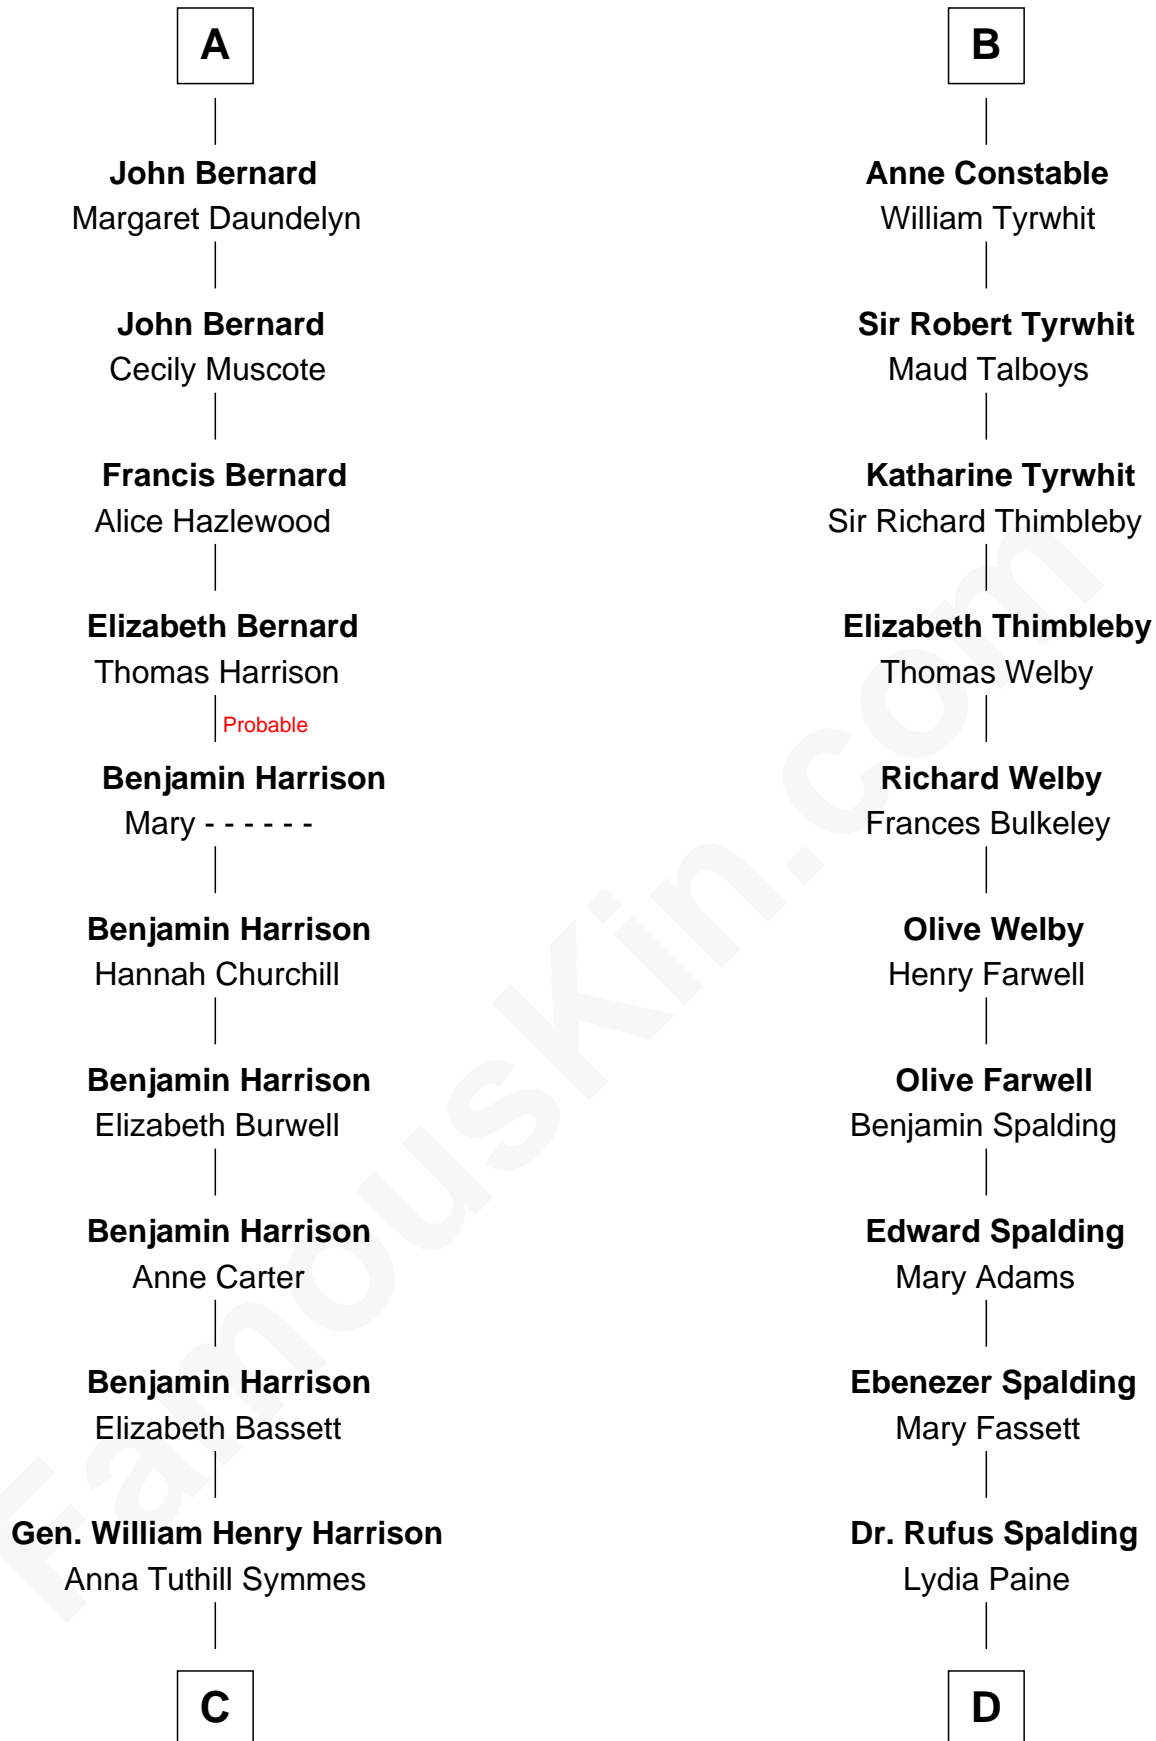 A
John Bernard
Margaret Daundelyn
John Bernard
Cecily Muscote
Francis Bernard
Alice Hazlewood
Elizabeth Bernard
Thomas Harrison
Probable
Benjamin Harrison
Mary - - - - - -
Benjamin Harrison
Hannah Churchill
Benjamin Harrison
Elizabeth Burwell
Benjamin Harrison
Anne Carter
Benjamin Harrison
Elizabeth Bassett
Gen. William Henry Harrison
Anna Tuthill Symmes
C
B
Anne Constable
William Tyrwhit
Sir Robert Tyrwhit
Maud Talboys
Katharine Tyrwhit
Sir Richard Thimbleby
Elizabeth Thimbleby
Thomas Welby
Richard Welby
Frances Bulkeley
Olive Welby
Henry Farwell
Olive Farwell
Benjamin Spalding
Edward Spalding
Mary Adams
Ebenezer Spalding
Mary Fassett
Dr. Rufus Spalding
Lydia Paine
D
FamousKin.com